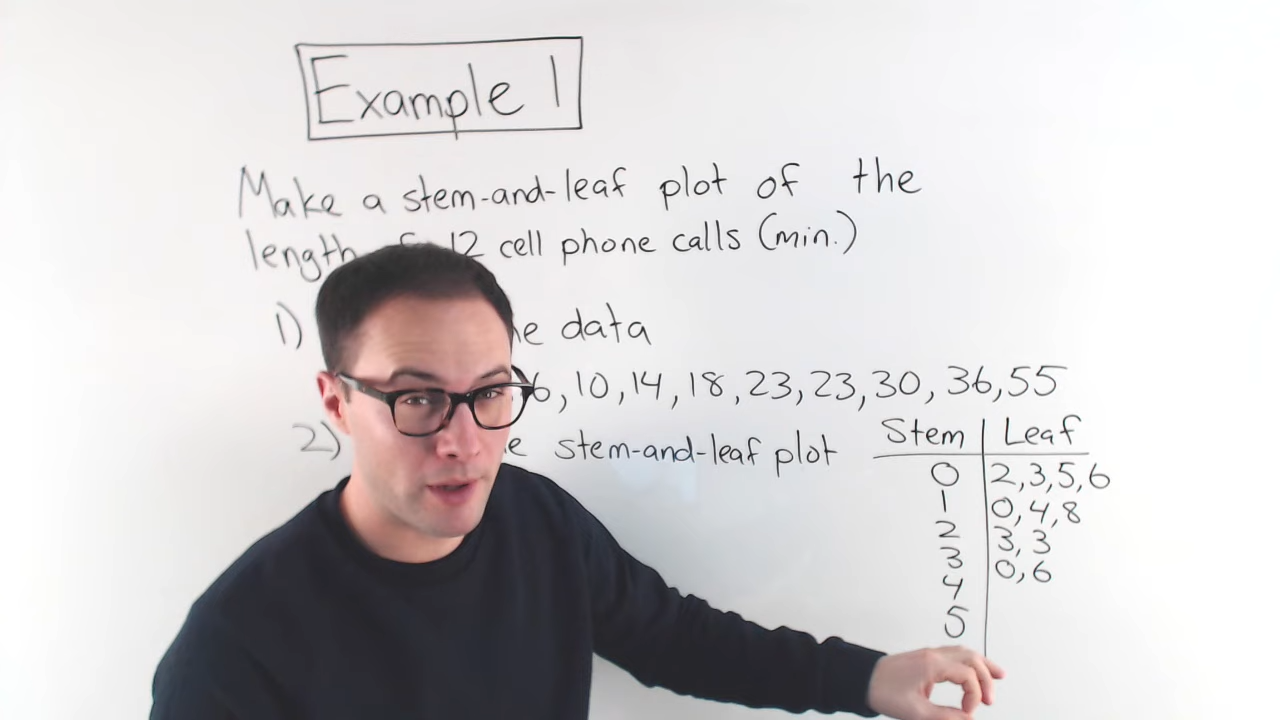 Example 1
Make a stem-and-leaf plot of the
length 12 cell phone calls (min.)
1) data
6, 10, 14, 18, 23, 23, 30, 36, 55
2) stem-and-leaf plot
Stem | Leaf
0 | 2, 3, 5, 6
1 | 0, 4, 8
2 | 3, 3
3 | 0, 6
4
5